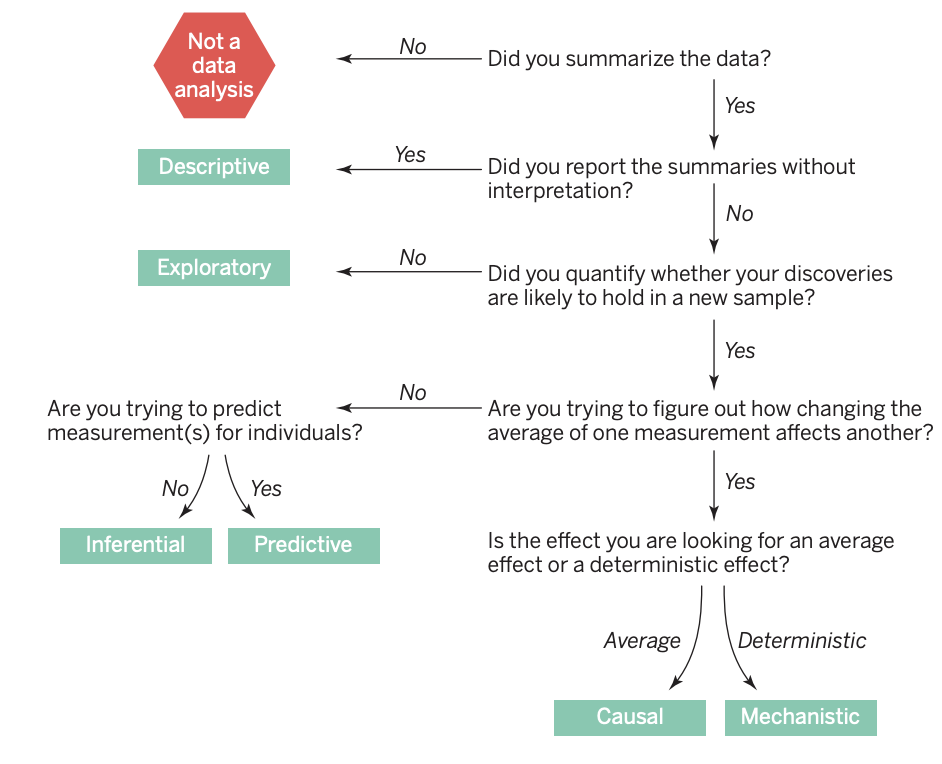 Not a
data
analysis
No
Did you summarize the data?
Yes
Descriptive
Yes
Did you report the summaries without
interpretation?
No
Exploratory
No
Did you quantify whether your discoveries
are likely to hold in a new sample?
Yes
Are you trying to predict
measurement(s) for individuals?
No
Are you trying to figure out how changing the
average of one measurement affects another?
No
Yes
Yes
Inferential
Predictive
Is the effect you are looking for an average
effect or a deterministic effect?
Average
Deterministic
Causal
Mechanistic